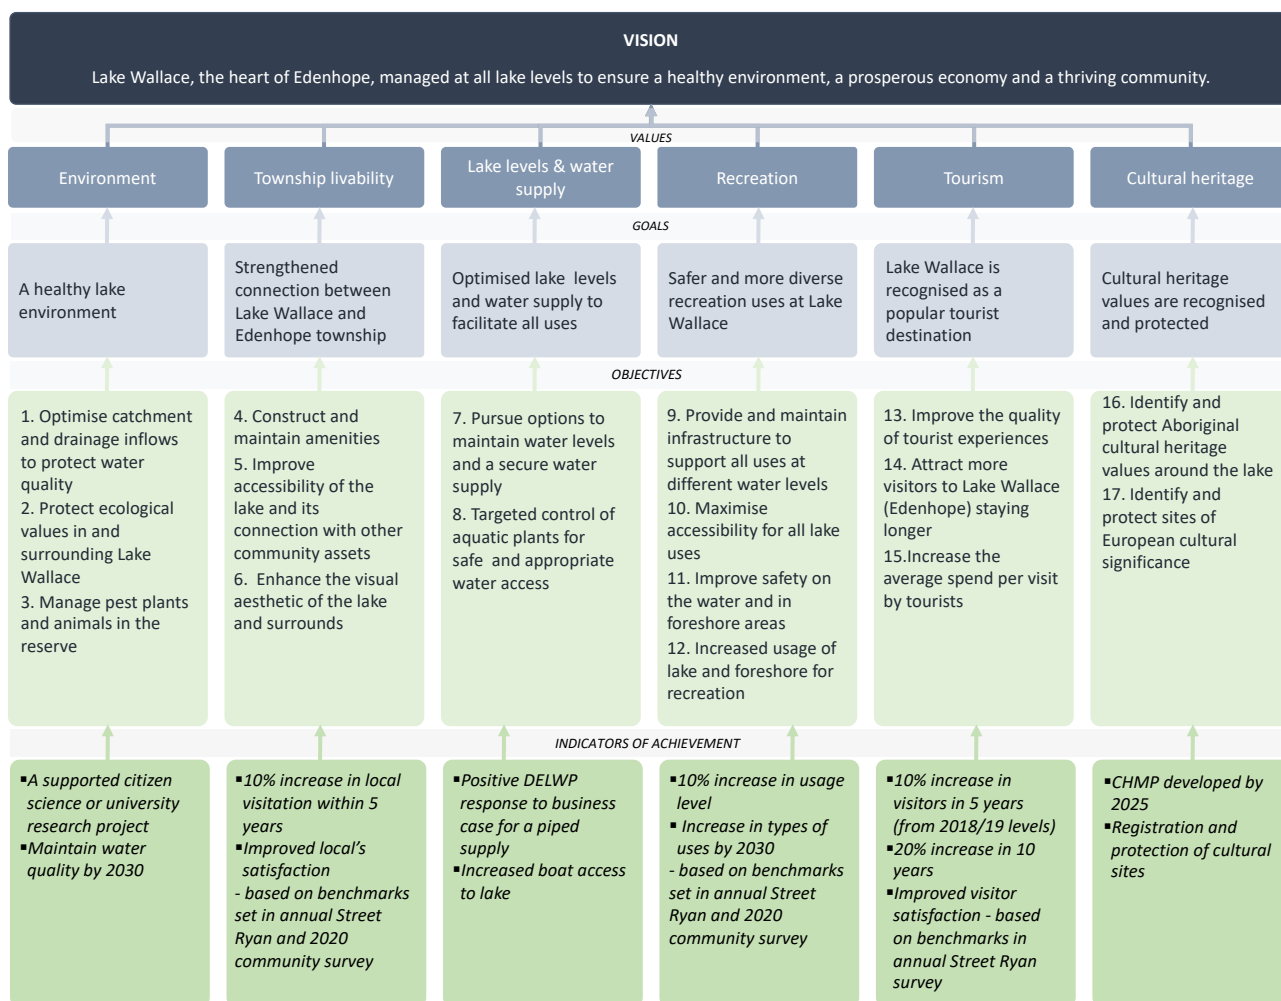 VISION
Lake Wallace, the heart of Edenhope, managed at all lake levels to ensure a healthy environment, a prosperous economy and a thriving community.
VALUES
Environment
Township livability
Lake levels & water
supply
Recreation
Tourism
Cultural heritage
GOALS
A healthy lake
environment
Strengthened
connection between
Lake Wallace and
Edenhope township
Optimised lake levels
and water supply to
facilitate all uses
Safer and more diverse
recreation uses at Lake
Wallace
Lake Wallace is
recognised as a
popular tourist
destination
Cultural heritage
values are recognised
and protected
OBJECTIVES
1. Optimise catchment
and drainage inflows
to protect water
quality
2. Protect ecological
values in and
surrounding Lake
Wallace
3. Manage pest plants
and animals in the
reserve
4. Construct and
maintain amenities
5. Improve
accessibility of the
lake and its
connection with other
community assets
6. Enhance the visual
aesthetic of the lake
and surrounds
7. Pursue options to
maintain water levels
and a secure water
supply
8. Targeted control of
aquatic plants for
safe and appropriate
water access
9. Provide and maintain
infrastructure to
support all uses at
different water levels
10. Maximise
accessibility for all lake
uses
11. Improve safety on
the water and in
foreshore areas
12. Increased usage of
lake and foreshore for
recreation
13. Improve the quality
of tourist experiences
14. Attract more
visitors to Lake Wallace
(Edenhope) staying
longer
15.Increase the
average spend per visit
by tourists
16. Identify and
protect Aboriginal
cultural heritage
values around the lake
17. Identify and
protect sites of
European cultural
significance
INDICATORS OF ACHIEVEMENT
▪A supported citizen
science or university
research project
▪Maintain water
quality by 2030
▪10% increase in local
visitation within 5
years
▪Improved local's
satisfaction
- based on benchmarks
set in annual Street
Ryan and 2020
community survey
▪Positive DELWP
response to business
case for a piped
supply
▪Increased boat access
to lake
▪10% increase in usage
level
▪ Increase in types of
uses by 2030
- based on benchmarks
set in annual Street
Ryan and 2020
community survey
▪10% increase in
visitors in 5 years
(from 2018/19 levels)
▪20% increase in 10
years
▪Improved visitor
satisfaction - based
on benchmarks in
annual Street Ryan
survey
▪CHMP developed by
2025
▪Registration and
protection of cultural
sites